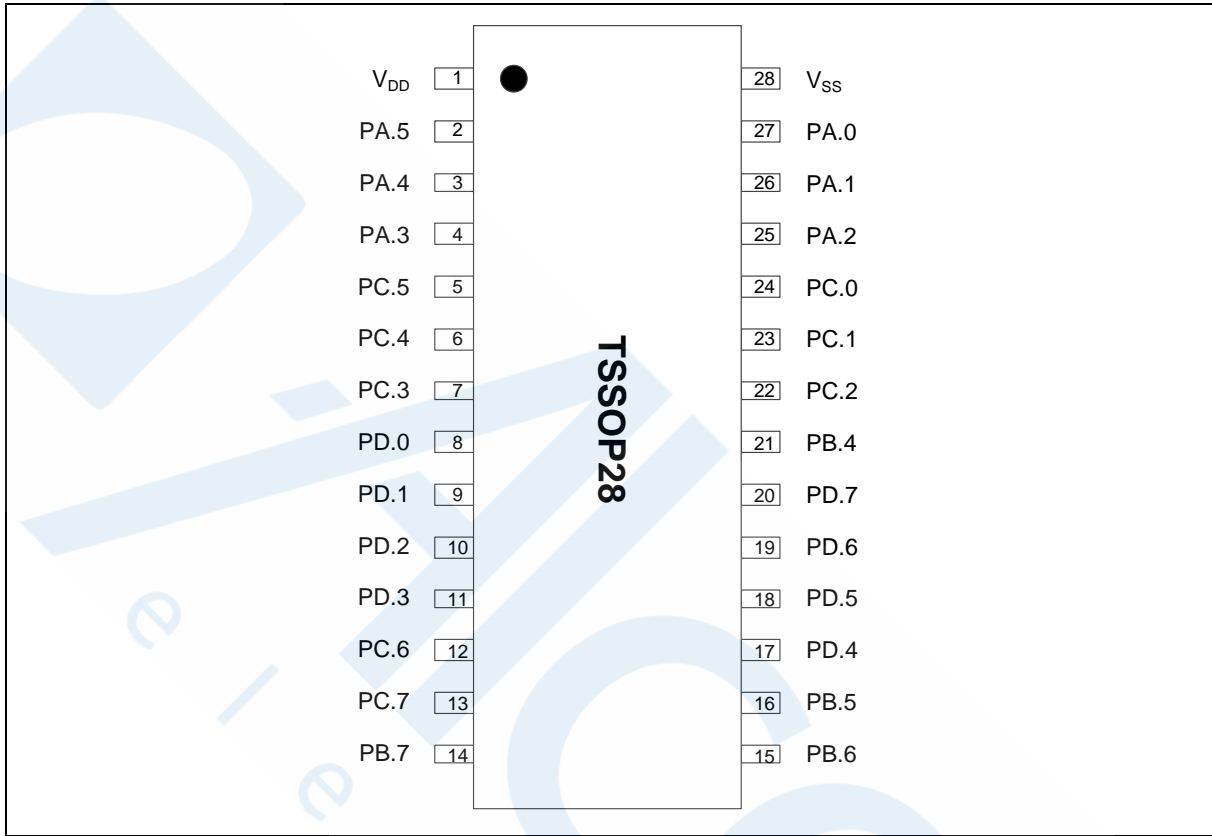 V_DD 1 28 V_SS
PA.5 2 27 PA.0
PA.4 3 26 PA.1
PA.3 4 25 PA.2
PC.5 5 24 PC.0
PC.4 6 23 PC.1
PC.3 7 22 PC.2
PD.0 8 21 PB.4
PD.1 9 20 PD.7
PD.2 10 19 PD.6
PD.3 11 18 PD.5
PC.6 12 17 PD.4
PC.7 13 16 PB.5
PB.7 14 15 PB.6
TSSOP28